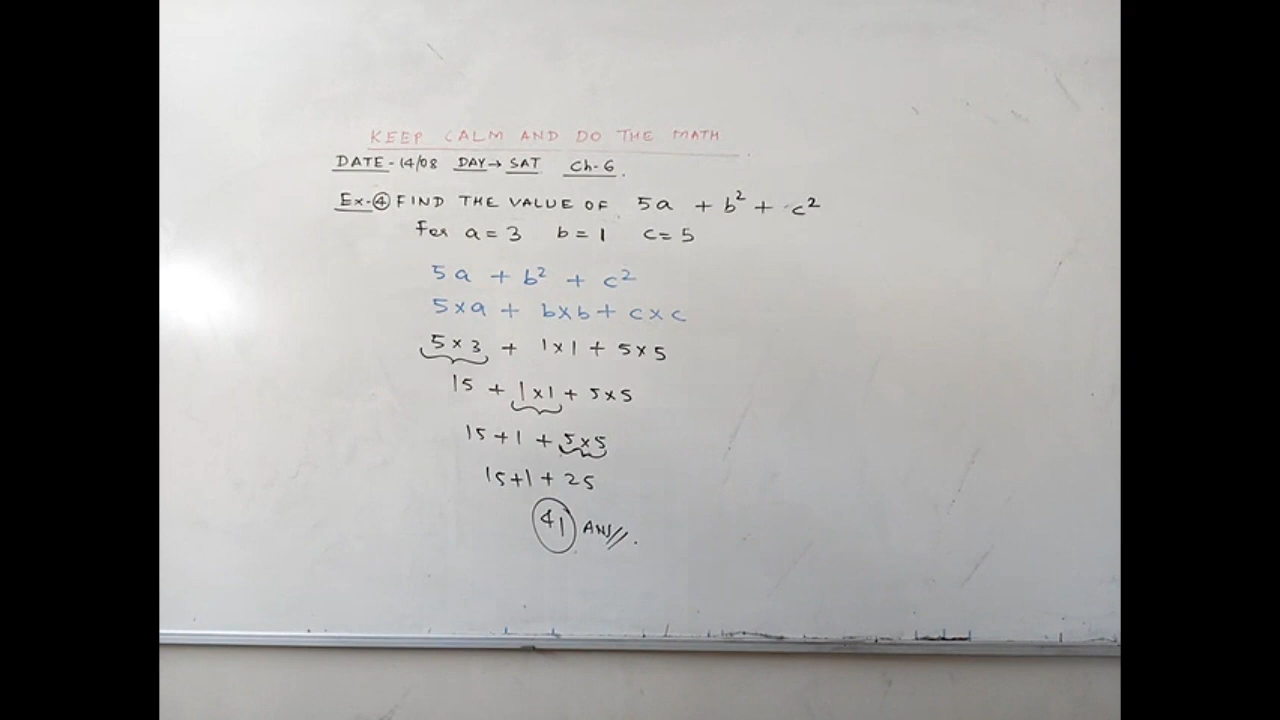 KEEP CALM AND DO THE MATH
DATE - 14/08 DAY → SAT Ch-6.
Ex-④ FIND THE VALUE OF 5a + b² + c²
For a = 3 b = 1 c = 5
5a + b² + c²
5×a + b×b + c×c
5×3 + 1×1 + 5×5
15 + 1×1 + 5×5
15+1 + 5×5
15+1+25
41 ANS//.